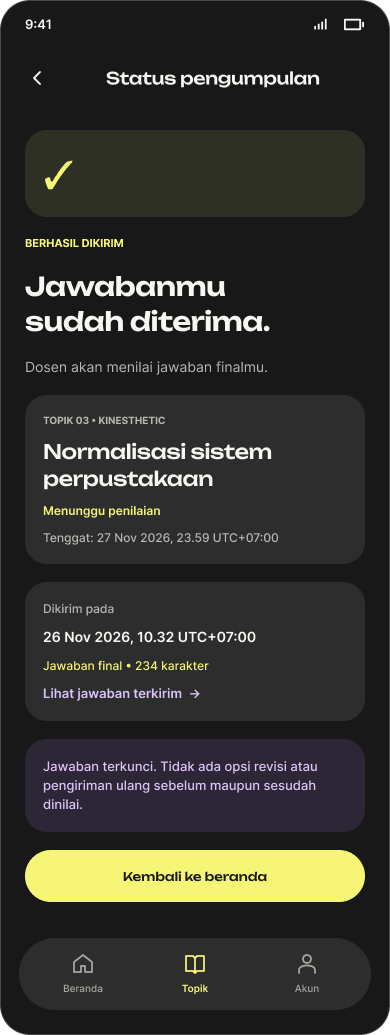 9:41
Status pengumpulan
✓
BERHASIL DIKIRIM
Jawabanmu
sudah diterima.
Dosen akan menilai jawaban finalmu.
TOPIK 03 • KINESTHETIC
Normalisasi sistem
perpustakaan
Menunggu penilaian
Tenggat: 27 Nov 2026, 23.59 UTC+07:00
Dikirim pada
26 Nov 2026, 10.32 UTC+07:00
Jawaban final • 234 karakter
Lihat jawaban terkirim →
Jawaban terkunci. Tidak ada opsi revisi atau
pengiriman ulang sebelum maupun sesudah
dinilai.
Kembali ke beranda
Beranda
Topik
Akun